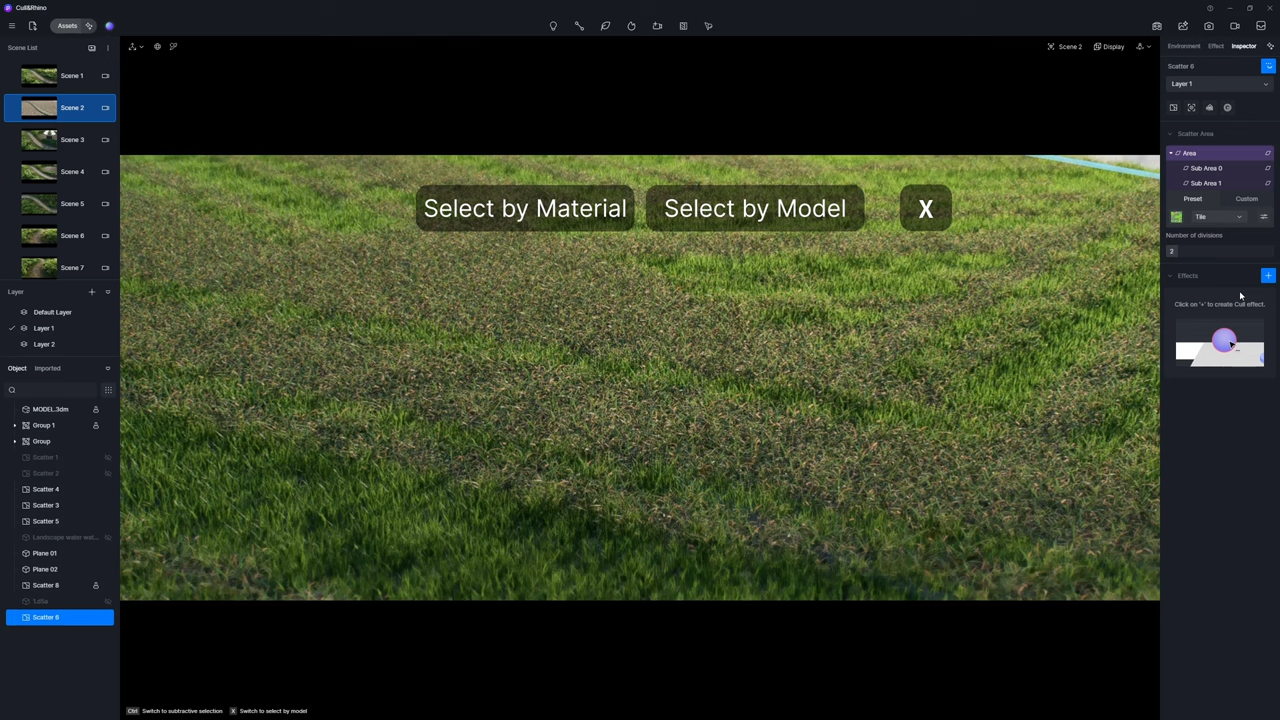 Cull&Rhino
Assets
Scene List
Scene 1
Scene 2
Scene 3
Scene 4
Scene 5
Scene 6
Scene 7
Layer
Default Layer
Layer 1
Layer 2
Object Imported
MODEL.3dm
Group 1
Group
Scatter 1
Scatter 2
Scatter 4
Scatter 3
Scatter 5
Landscape water wat...
Plane 01
Plane 02
Scatter 8
Scatter 6
Scene 2 Display
Select by Material Select by Model X
Ctrl Switch to subtractive selection X Switch to select by model
Environment Effect Inspector
Scatter 6
Layer 1
Scatter Area
Area
Sub Area 0
Sub Area 1
Preset Custom
Tile
Number of divisions
2
Effects
Click on '+' to create Cull effect.